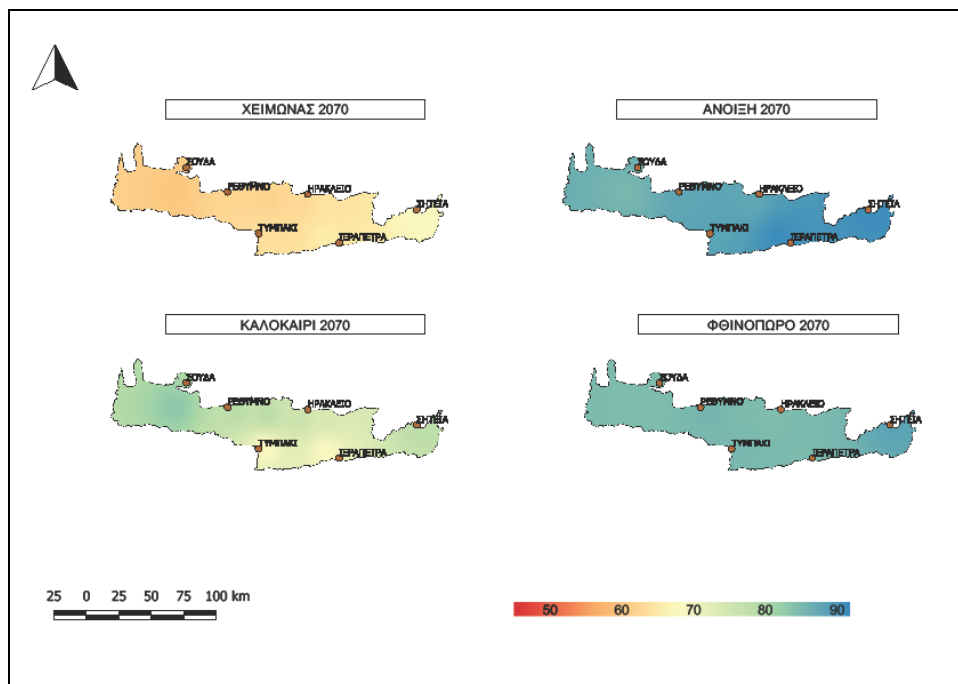 ΧΕΙΜΩΝΑΣ 2070
ΑΝΟΙΞΗ 2070
ΣΟΥΔΑ
ΡΕΘΥΜΝΟ
ΗΡΑΚΛΕΙΟ
ΣΗΤΕΙΑ
ΤΥΜΠΑΚΙ
ΙΕΡΑΠΕΤΡΑ
ΣΟΥΔΑ
ΡΕΘΥΜΝΟ
ΗΡΑΚΛΕΙΟ
ΣΗΤΕΙΑ
ΤΥΜΠΑΚΙ
ΙΕΡΑΠΕΤΡΑ
ΚΑΛΟΚΑΙΡΙ 2070
ΦΘΙΝΟΠΩΡΟ 2070
ΣΟΥΔΑ
ΡΕΘΥΜΝΟ
ΗΡΑΚΛΕΙΟ
ΣΗΤΕΙΑ
ΤΥΜΠΑΚΙ
ΙΕΡΑΠΕΤΡΑ
ΣΟΥΔΑ
ΡΕΘΥΜΝΟ
ΗΡΑΚΛΕΙΟ
ΣΗΤΕΙΑ
ΤΥΜΠΑΚΙ
ΙΕΡΑΠΕΤΡΑ
25 0 25 50 75 100 km
50 60 70 80 90